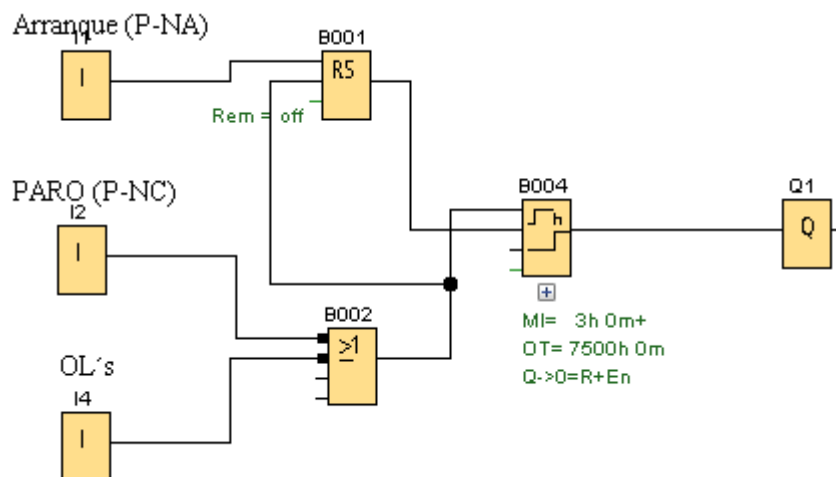 Arranque (P-NA)
I1
I
B001
RS
Rem = off
PARO (P-NC)
I2
I
B002
≥1
OL´s
I4
I
B004
h
MI= 3h 0m+
OT= 7500h 0m
Q->0=R+En
Q1
Q